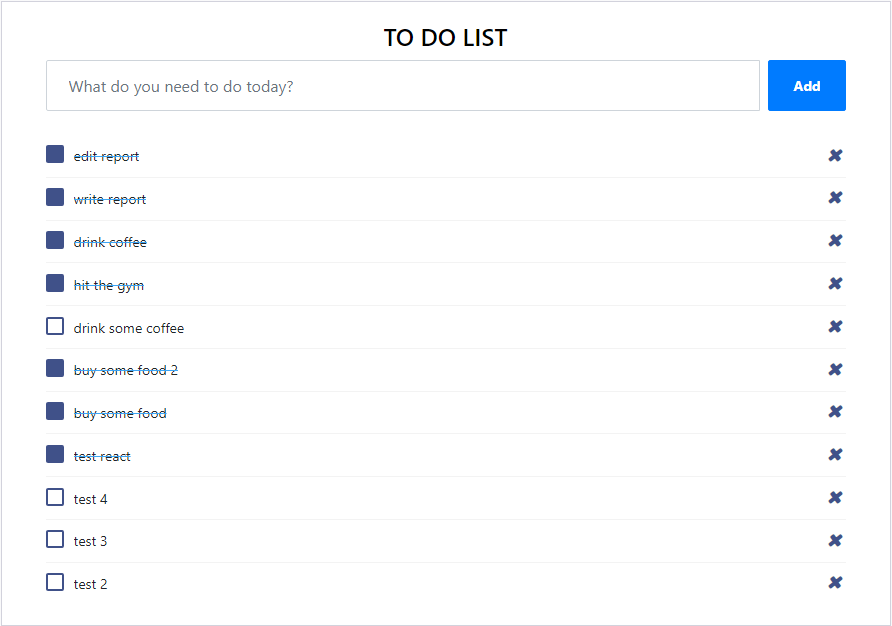 TO DO LIST
What do you need to do today?
Add
edit report
write report
drink coffee
hit the gym
drink some coffee
buy some food 2
buy some food
test react
test 4
test 3
test 2